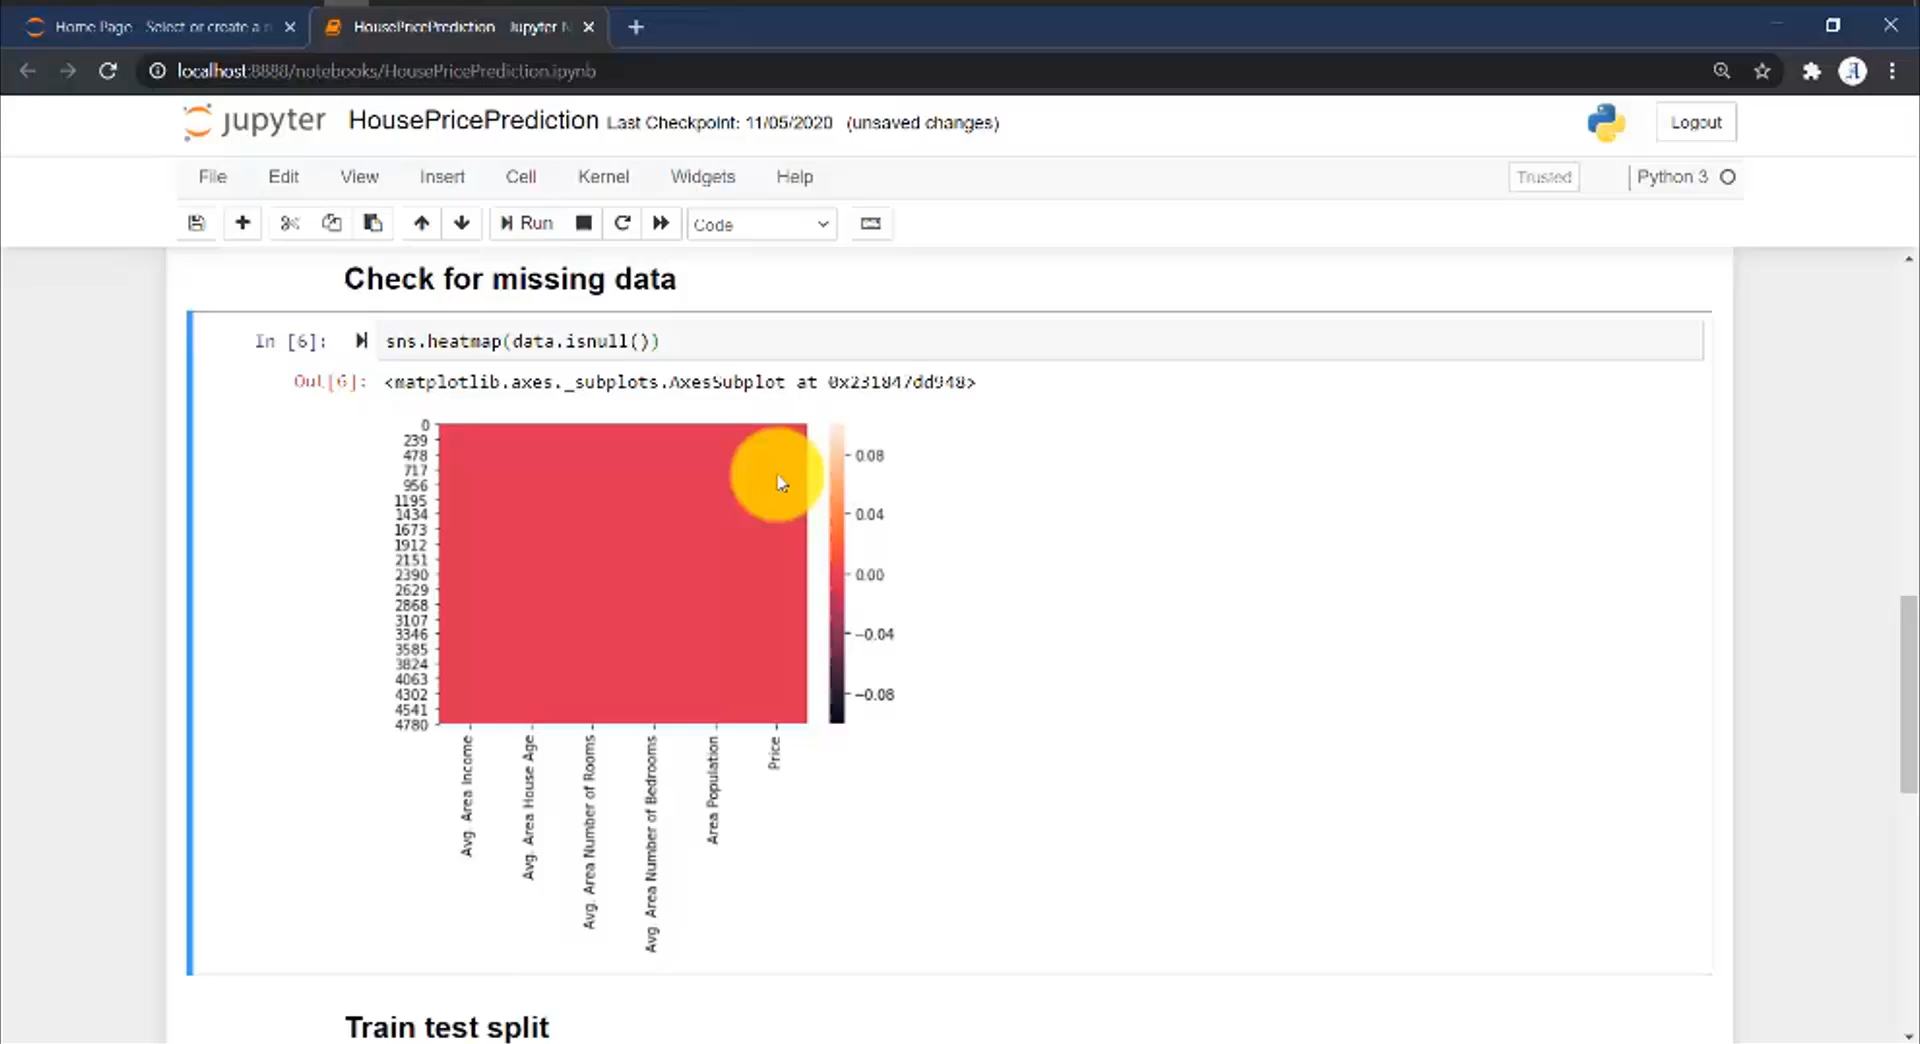 Home Page - Select or create a n
HousePricePrediction - Jupyter N
localhost:8888/notebooks/HousePricePrediction.ipynb
jupyter HousePricePrediction Last Checkpoint: 11/05/2020 (unsaved changes)
Logout
File Edit View Insert Cell Kernel Widgets Help Trusted Python 3
Run Code
Check for missing data
In [6]: sns.heatmap(data.isnull())
Out[6]: <matplotlib.axes._subplots.AxesSubplot at 0x231847dd948>
0
239
478
717
956
1195
1434
1673
1912
2151
2390
2629
2868
3107
3346
3585
3824
4063
4302
4541
4780
0.08
0.04
0.00
−0.04
−0.08
Avg. Area Income
Avg. Area House Age
Avg. Area Number of Rooms
Avg. Area Number of Bedrooms
Area Population
Price
Train test split